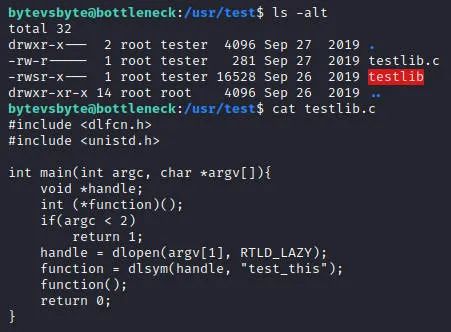 bytevsbyte@bottleneck:/usr/test$ ls -alt
total 32
drwxr-x--- 2 root tester 4096 Sep 27 2019 .
-rw-r----- 1 root tester 281 Sep 27 2019 testlib.c
-rwsr-x--- 1 root tester 16528 Sep 26 2019 testlib
drwxr-xr-x 14 root root 4096 Sep 26 2019 ..
bytevsbyte@bottleneck:/usr/test$ cat testlib.c
#include <dlfcn.h>
#include <unistd.h>
int main(int argc, char *argv[]){
    void *handle;
    int (*function)();
    if(argc < 2)
        return 1;
    handle = dlopen(argv[1], RTLD_LAZY);
    function = dlsym(handle, "test_this");
    function();
    return 0;
}